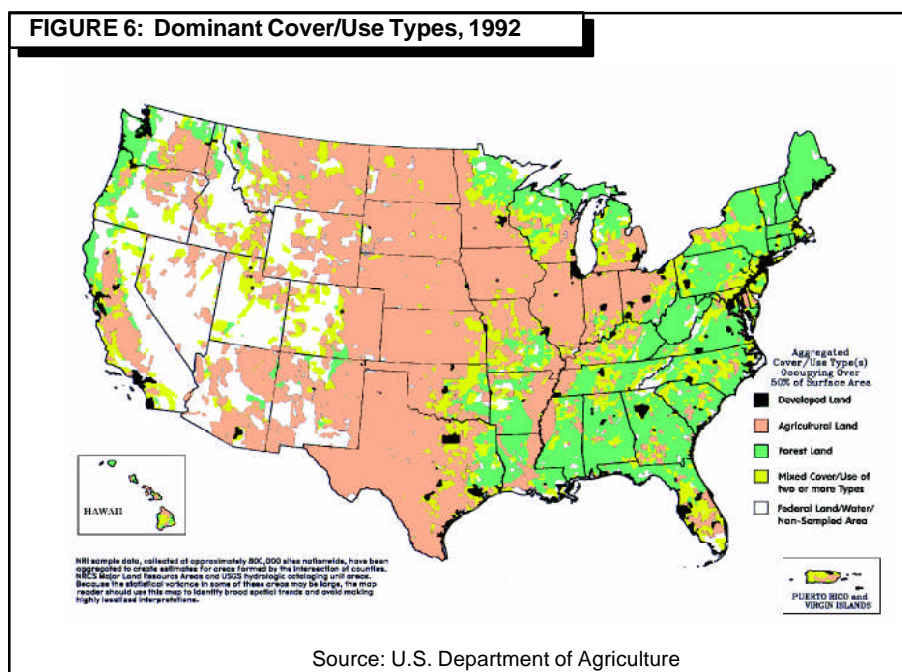 FIGURE 6: Dominant Cover/Use Types, 1992
Aggregated
Cover/Use Type(s)
Occupying Over
50% of Surface Area
Developed Land
Agricultural Land
Forest Land
Mixed Cover/Use of
two or more Types
Federal Land/Water/
Non-Sampled Area
HAWAII
NRI sample data, collected at approximately 800,000 sites nationwide, have been
aggregated to create estimates for areas formed by the intersection of counties,
NRCS Major Land Resource Areas and USGS hydrologic cataloging unit areas.
Because the statistical variance in some of these areas may be large, the map
reader should use this map to identify broad spatial trends and avoid making
highly localized interpretations.
PUERTO RICO and
VIRGIN ISLANDS
Source: U.S. Department of Agriculture